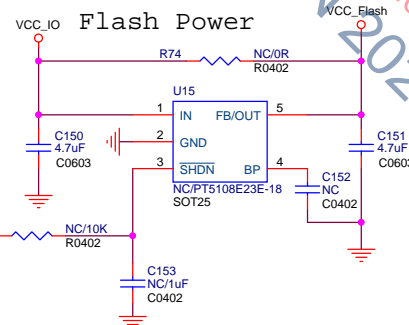 Flash Power
VCC_IO
VCC_Flash
R74
NC/0R
R0402
U15
1
IN
FB/OUT
5
2
GND
3
SHDN
BP
4
NC/PT5108E23E-18
SOT25
C150
4.7uF
C0603
C151
4.7uF
C0603
C152
NC
C0402
NC/10K
R0402
C153
NC/1uF
C0402